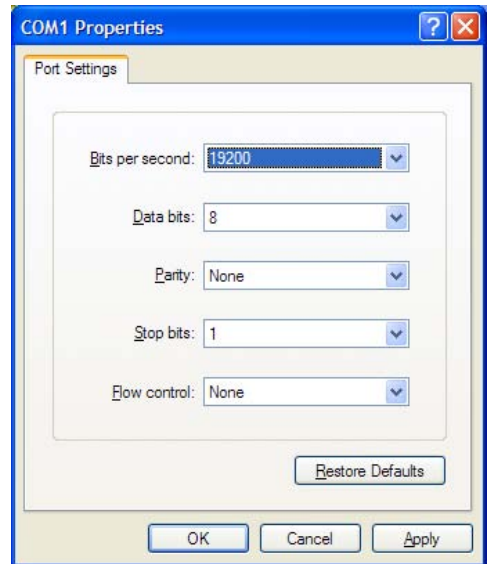 COM1 Properties
Port Settings
Bits per second: 19200
Data bits: 8
Parity: None
Stop bits: 1
Flow control: None
Restore Defaults
OK Cancel Apply